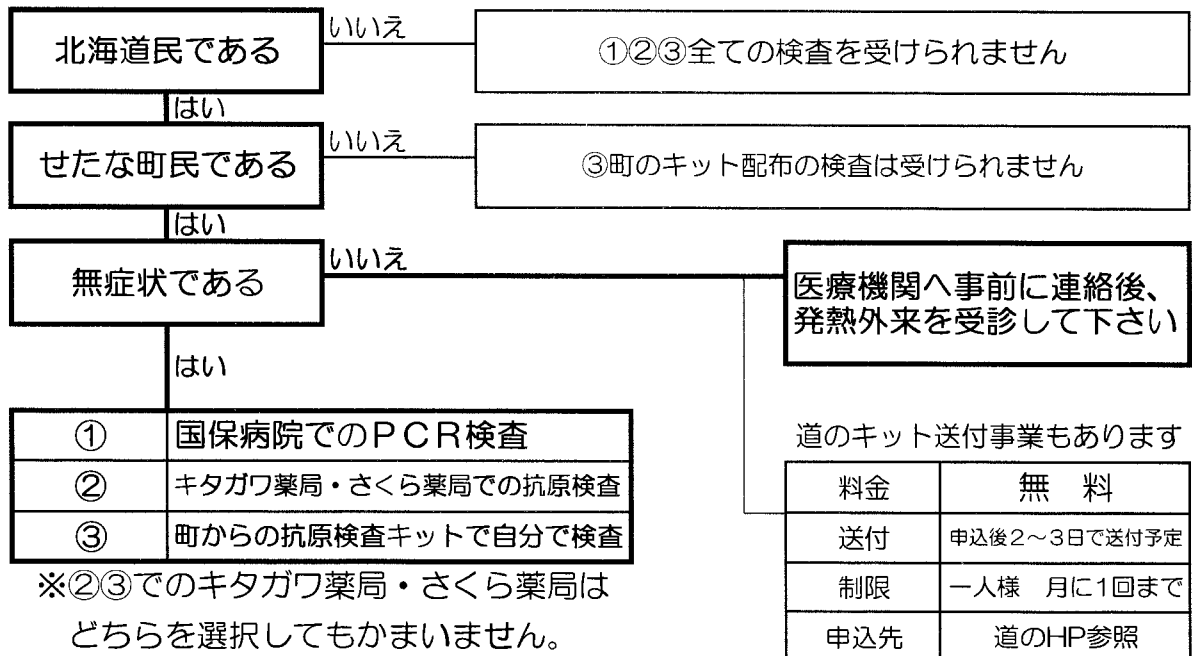 北海道民である
いいえ
①②③全ての検査を受けられません
はい
せたな町民である
いいえ
③町のキット配布の検査は受けられません
はい
無症状である
いいえ
医療機関へ事前に連絡後、
発熱外来を受診して下さい
はい
① 国保病院でのPCR検査
② キタガワ薬局・さくら薬局での抗原検査
③ 町からの抗原検査キットで自分で検査
※②③でのキタガワ薬局・さくら薬局は
どちらを選択してもかまいません。
道のキット送付事業もあります
料金 無 料
送付 申込後2～3日で送付予定
制限 一人様 月に1回まで
申込先 道のHP参照